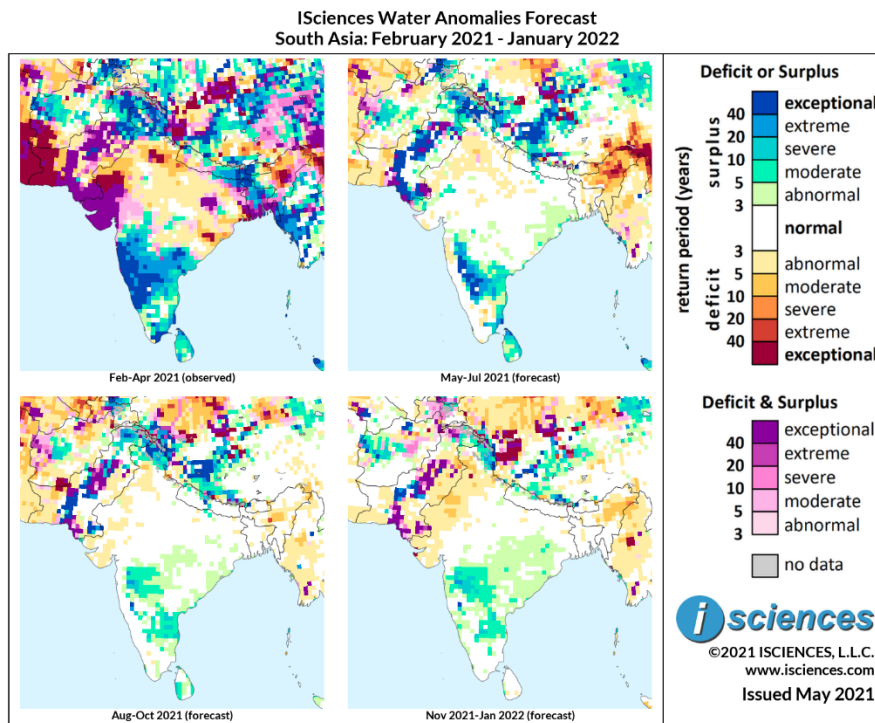 ISciences Water Anomalies Forecast
South Asia: February 2021 - January 2022
Feb-Apr 2021 (observed)
May-Jul 2021 (forecast)
Aug-Oct 2021 (forecast)
Nov 2021-Jan 2022 (forecast)
Deficit or Surplus
return period (years)
surplus
deficit
exceptional
40
extreme
20
severe
10
moderate
5
abnormal
3
normal
3
abnormal
5
moderate
10
severe
20
extreme
40
exceptional
Deficit & Surplus
exceptional
40
extreme
20
severe
10
moderate
5
abnormal
3
no data
i sciences
©2021 ISCIENCES, L.L.C.
www.isciences.com
Issued May 2021